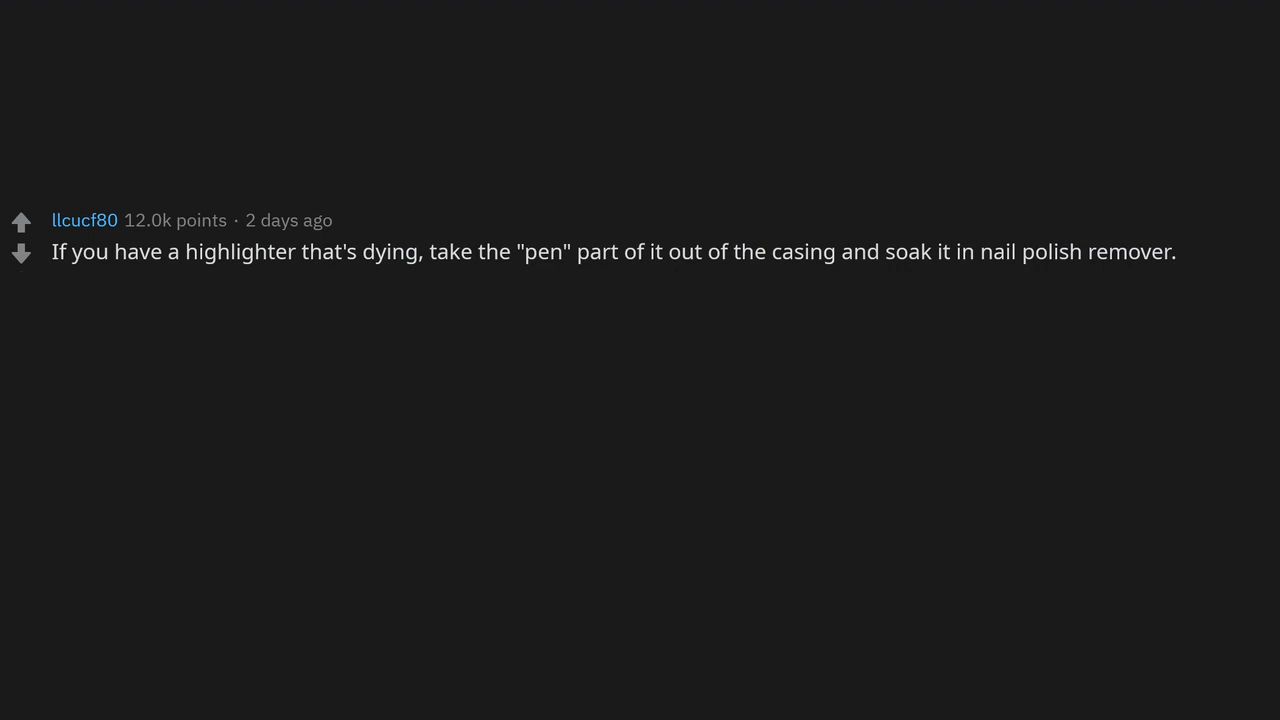 llcucf80 12.0k points · 2 days ago
If you have a highlighter that's dying, take the "pen" part of it out of the casing and soak it in nail polish remover.